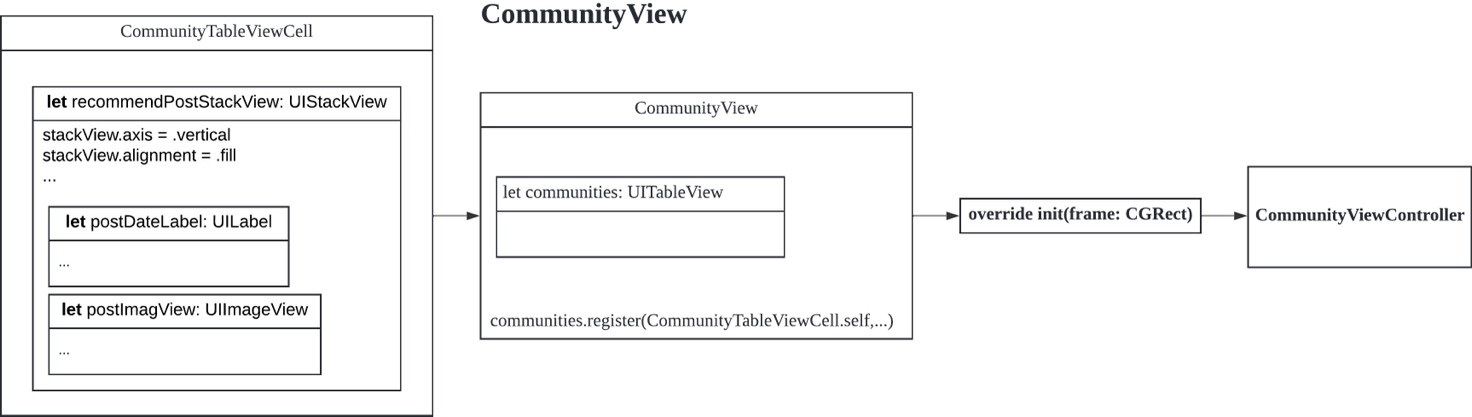 CommunityView
CommunityTableViewCell
let recommendPostStackView: UIStackView
stackView.axis = .vertical
stackView.alignment = .fill
...
let postDateLabel: UILabel
...
let postImagView: UIImageView
...
CommunityView
let communities: UITableView
communities.register(CommunityTableViewCell.self,...)
override init(frame: CGRect)
CommunityViewController